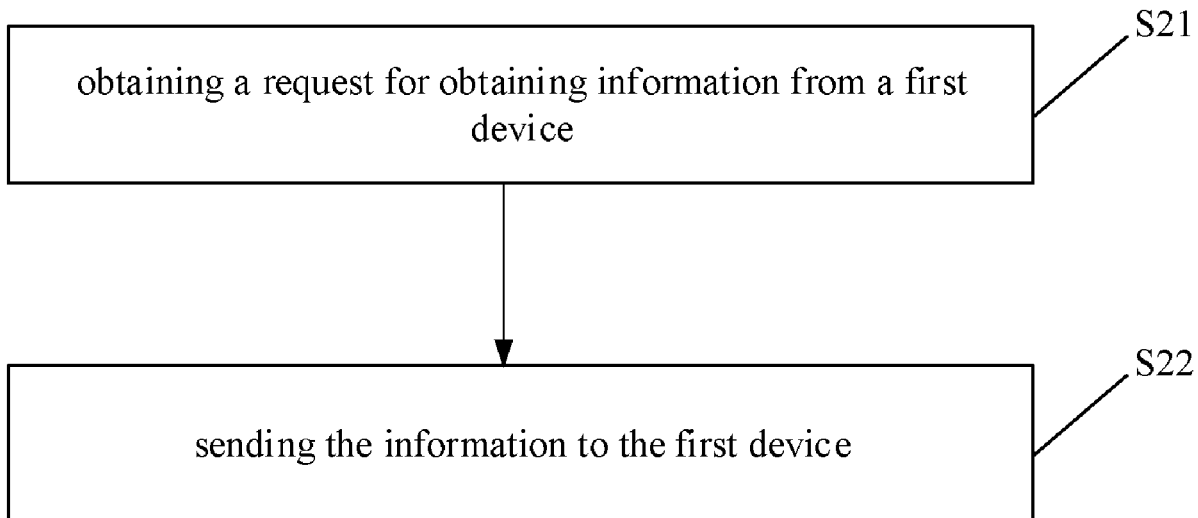 S21
obtaining a request for obtaining information from a first
device
S22
sending the information to the first device